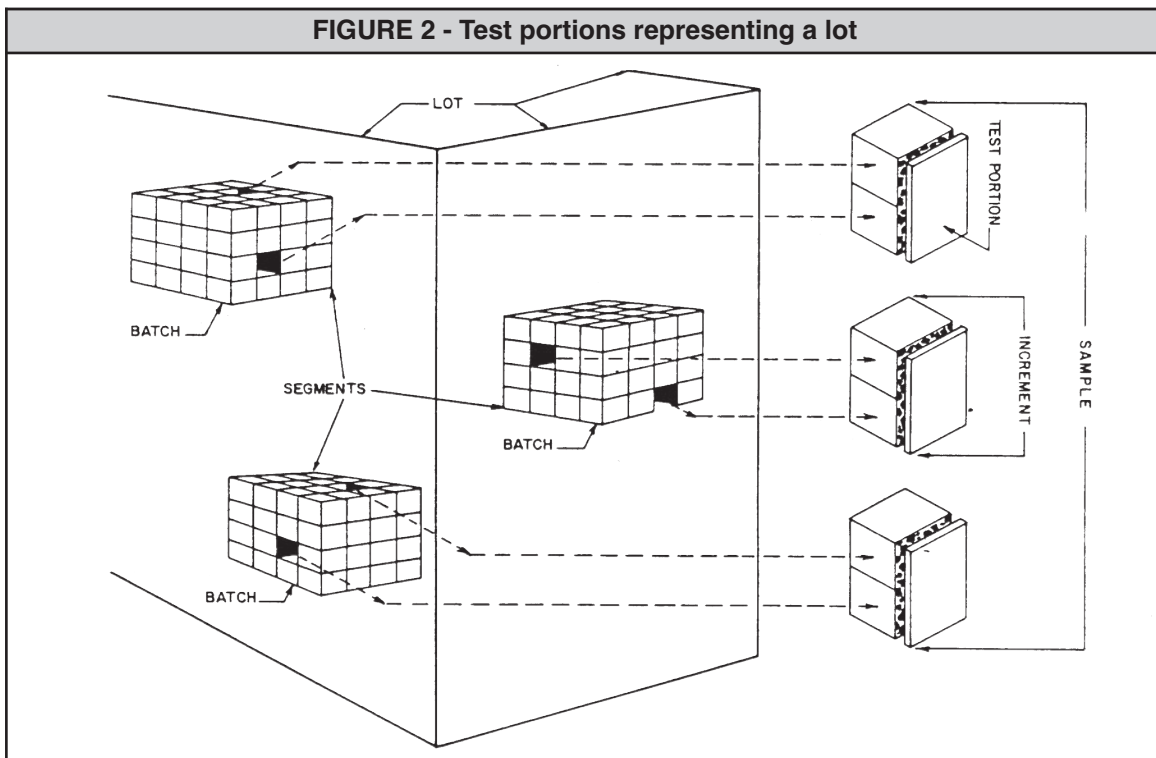 FIGURE 2 - Test portions representing a lot
LOT
TEST PORTION
BATCH
INCREMENT
SAMPLE
SEGMENTS
BATCH
BATCH